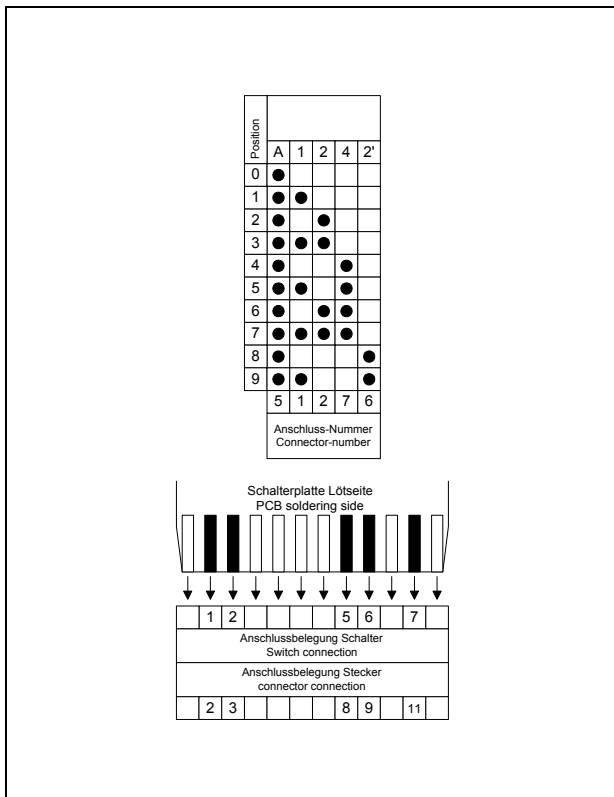 Position
A 1 2 4 2'
0
1
2
3
4
5
6
7
8
9
5 1 2 7 6
Anschluss-Nummer
Connector-number
Schalterplatte Lötseite
PCB soldering side
1 2 5 6 7
Anschlussbelegung Schalter
Switch connection
Anschlussbelegung Stecker
connector connection
2 3 8 9 11